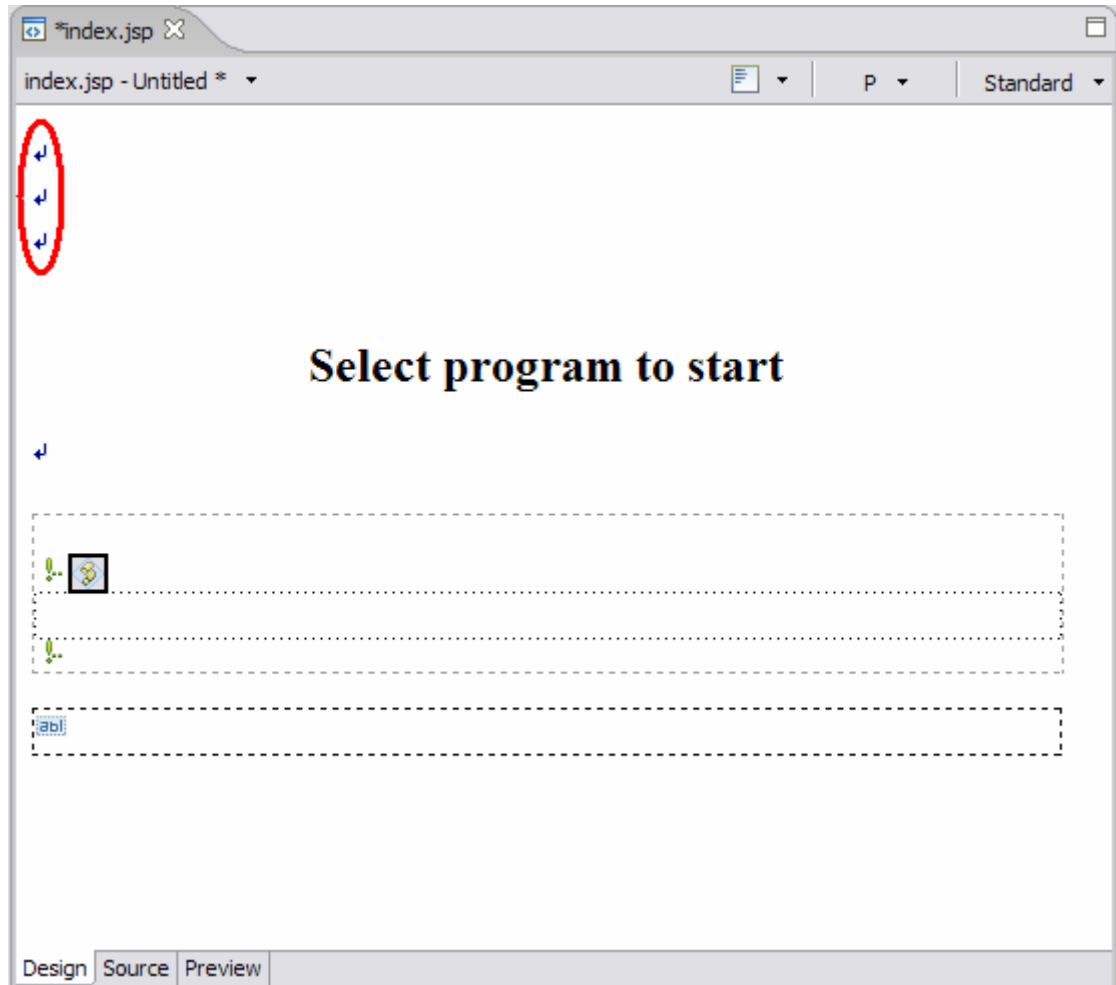 *index.jsp
index.jsp - Untitled * P Standard
Select program to start
abl
Design Source Preview